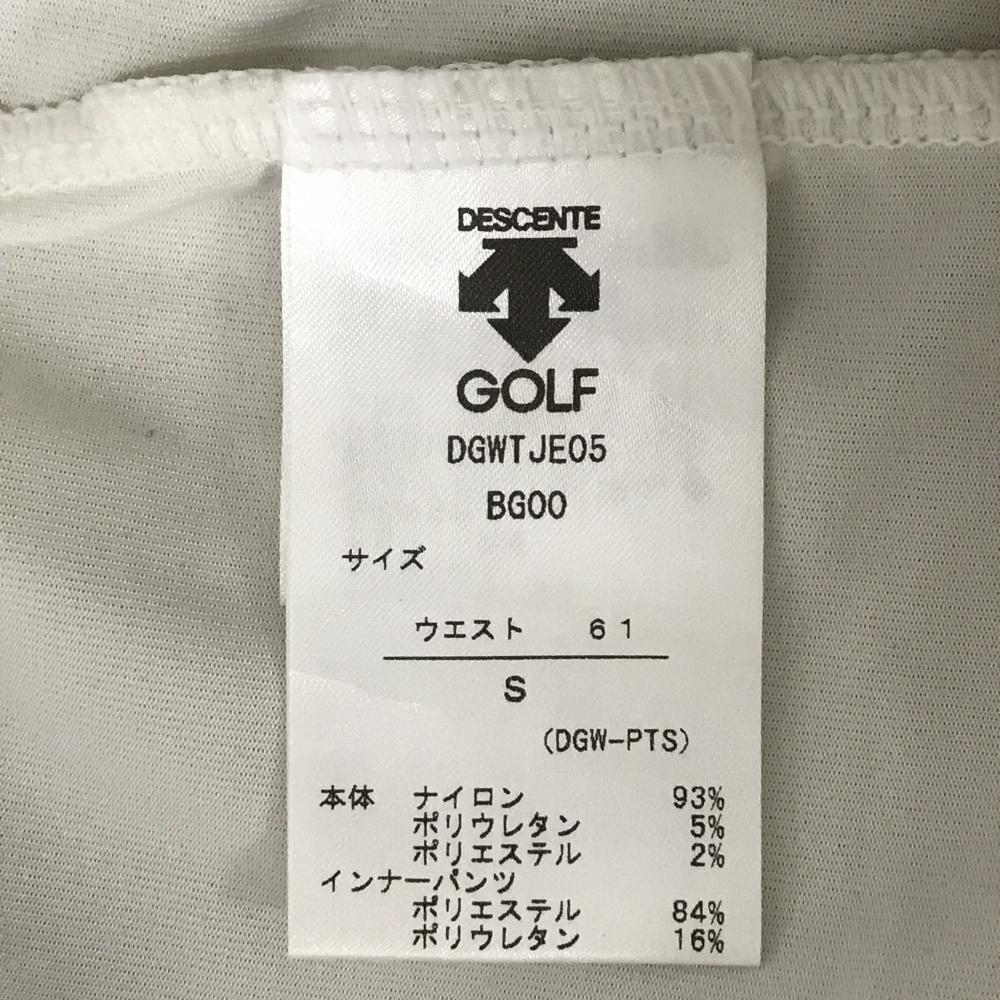 DESCENTE
GOLF
DGWTJE05
BG00
サイズ
ウエスト 61
S
(DGW-PTS)
本体 ナイロン 93%
ポリウレタン 5%
ポリエステル 2%
インナーパンツ
ポリエステル 84%
ポリウレタン 16%